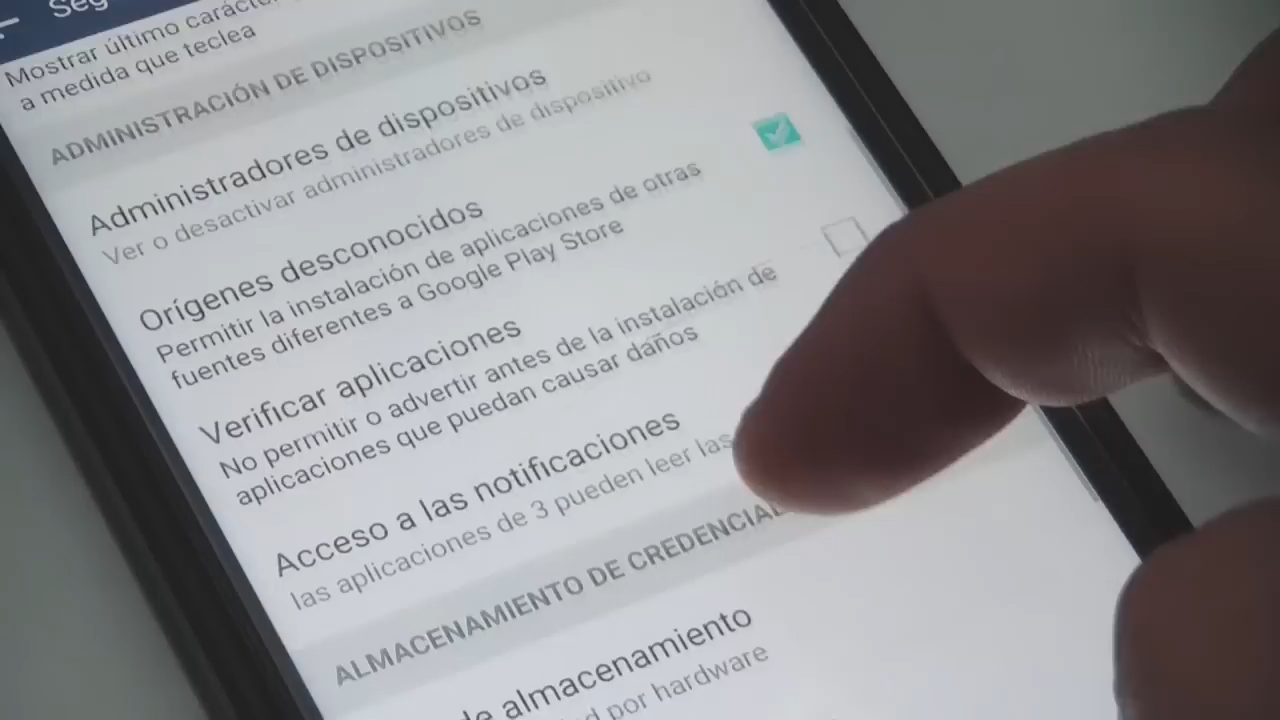 Mostrar último
a medida que teclea
ADMINISTRACIÓN DE DISPOSITIVOS
Administradores de dispositivos
Ver o desactivar administradores de dispositivo
Orígenes desconocidos
Permitir la instalación de aplicaciones de otras
fuentes diferentes a Google Play Store
Verificar aplicaciones
No permitir o advertir antes de la instalación de
aplicaciones que puedan causar daños
Acceso a las notificaciones
las aplicaciones de 3 pueden leer las
ALMACENAMIENTO DE
de almacenamiento
por hardware